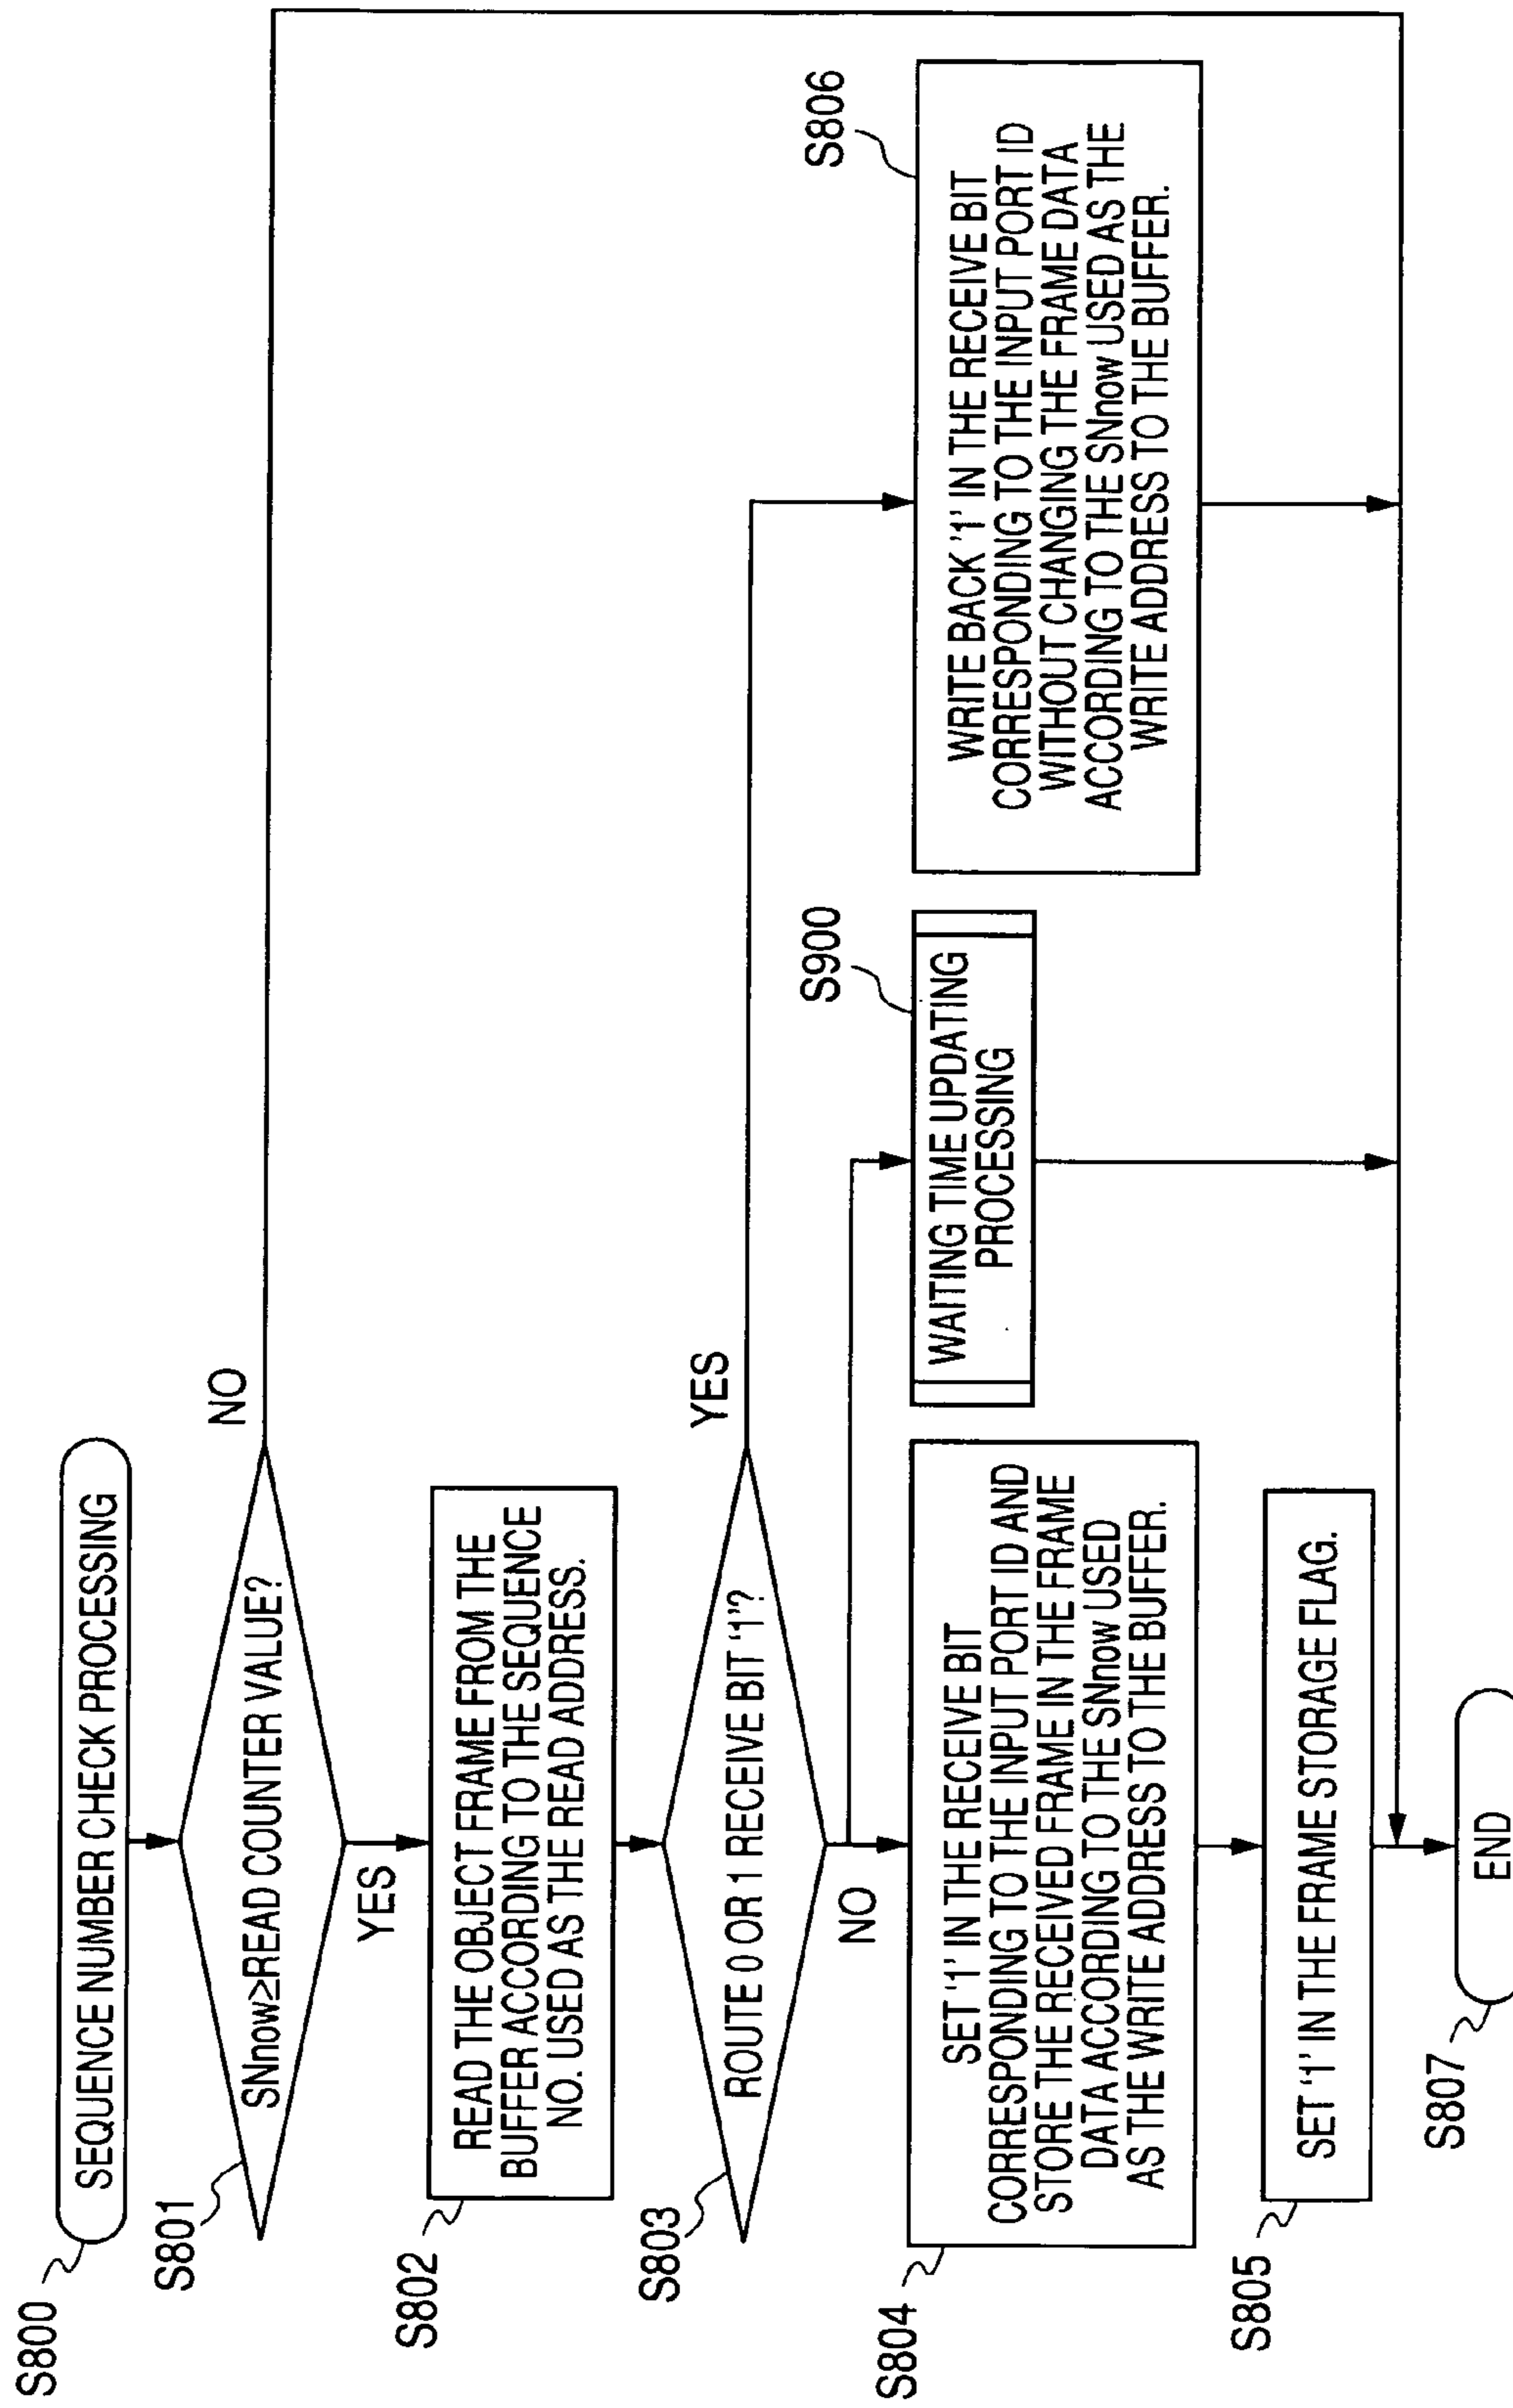 S800
SEQUENCE NUMBER CHECK PROCESSING
S801
SNnow≥READ COUNTER VALUE?
NO
YES
S802
READ THE OBJECT FRAME FROM THE
BUFFER ACCORDING TO THE SEQUENCE
NO. USED AS THE READ ADDRESS.
S803
ROUTE 0 OR 1 RECEIVE BIT '1'?
YES
NO
S804
SET '1' IN THE RECEIVE BIT
CORRESPONDING TO THE INPUT PORT ID AND
STORE THE RECEIVED FRAME IN THE FRAME
DATA ACCORDING TO THE SNnow USED
AS THE WRITE ADDRESS TO THE BUFFER.
S900
WAITING TIME UPDATING
PROCESSING
S806
WRITE BACK '1' IN THE RECEIVE BIT
CORRESPONDING TO THE INPUT PORT ID
WITHOUT CHANGING THE FRAME DATA
ACCORDING TO THE SNnow USED AS THE
WRITE ADDRESS TO THE BUFFER.
S805
SET '1' IN THE FRAME STORAGE FLAG.
S807
END